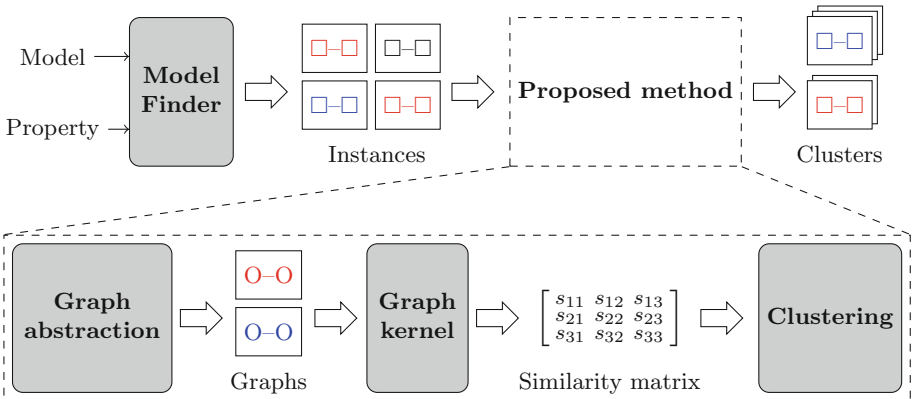 Model
Property
Model
Finder
□–□ □–□
□–□ □–□
Instances
Proposed method
□–□
□–□
Clusters
Graph
abstraction
O–O
O–O
Graphs
Graph
kernel
s11 s12 s13
s21 s22 s23
s31 s32 s33
Similarity matrix
Clustering